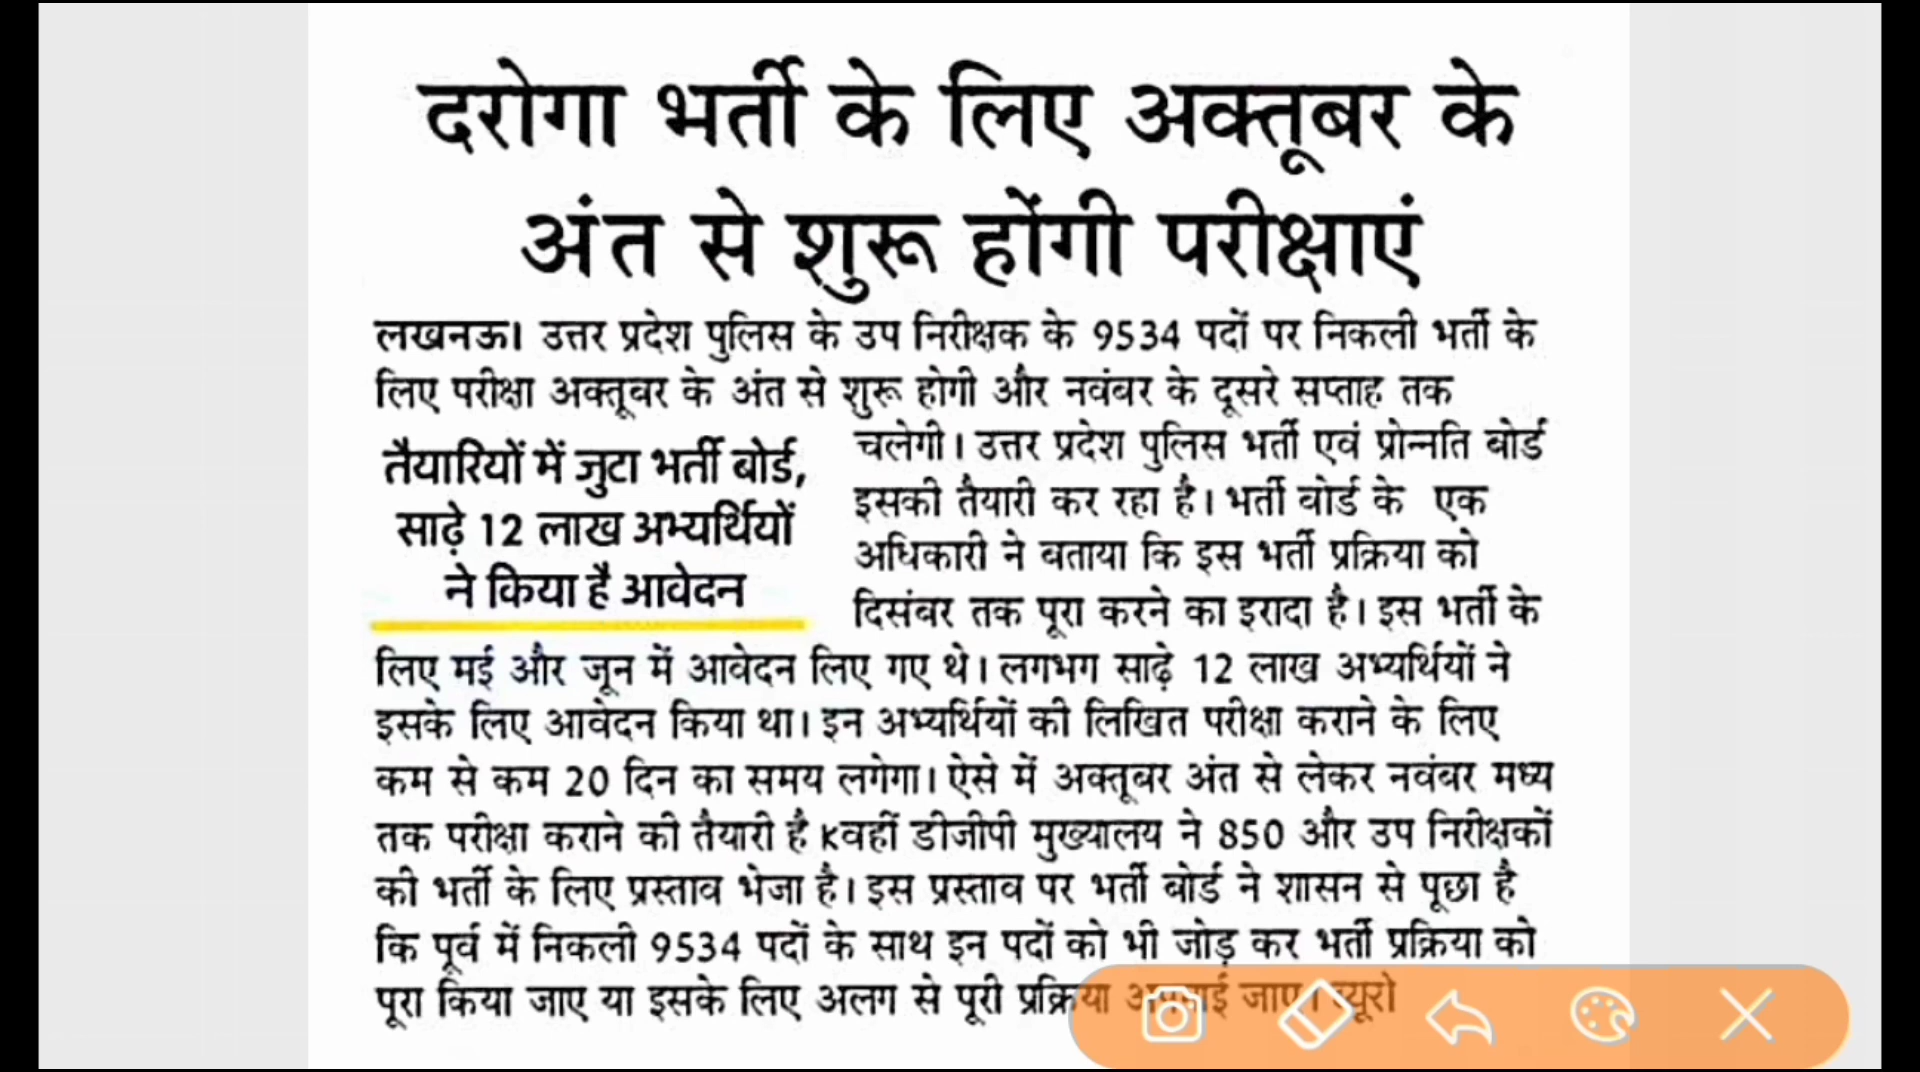 दरोगा भर्ती के लिए अक्तूबर के
अंत से शुरू होंगी परीक्षाएं
लखनऊ। उत्तर प्रदेश पुलिस के उप निरीक्षक के 9534 पदों पर निकली भर्ती के
लिए परीक्षा अक्तूबर के अंत से शुरू होगी और नवंबर के दूसरे सप्ताह तक
तैयारियों में जुटा भर्ती बोर्ड,
साढ़े 12 लाख अभ्यर्थियों
ने किया है आवेदन
चलेगी। उत्तर प्रदेश पुलिस भर्ती एवं प्रोन्नति बोर्ड
इसकी तैयारी कर रहा है। भर्ती बोर्ड के एक
अधिकारी ने बताया कि इस भर्ती प्रक्रिया को
दिसंबर तक पूरा करने का इरादा है। इस भर्ती के
लिए मई और जून में आवेदन लिए गए थे। लगभग साढ़े 12 लाख अभ्यर्थियों ने
इसके लिए आवेदन किया था। इन अभ्यर्थियों की लिखित परीक्षा कराने के लिए
कम से कम 20 दिन का समय लगेगा। ऐसे में अक्तूबर अंत से लेकर नवंबर मध्य
तक परीक्षा कराने की तैयारी है Kवहीं डीजीपी मुख्यालय ने 850 और उप निरीक्षकों
की भर्ती के लिए प्रस्ताव भेजा है। इस प्रस्ताव पर भर्ती बोर्ड ने शासन से पूछा है
कि पूर्व में निकली 9534 पदों के साथ इन पदों को भी जोड़ कर भर्ती प्रक्रिया को
पूरा किया जाए या इसके लिए अलग से पूरी प्रक्रिया अपनाई जाए। ब्यूरो